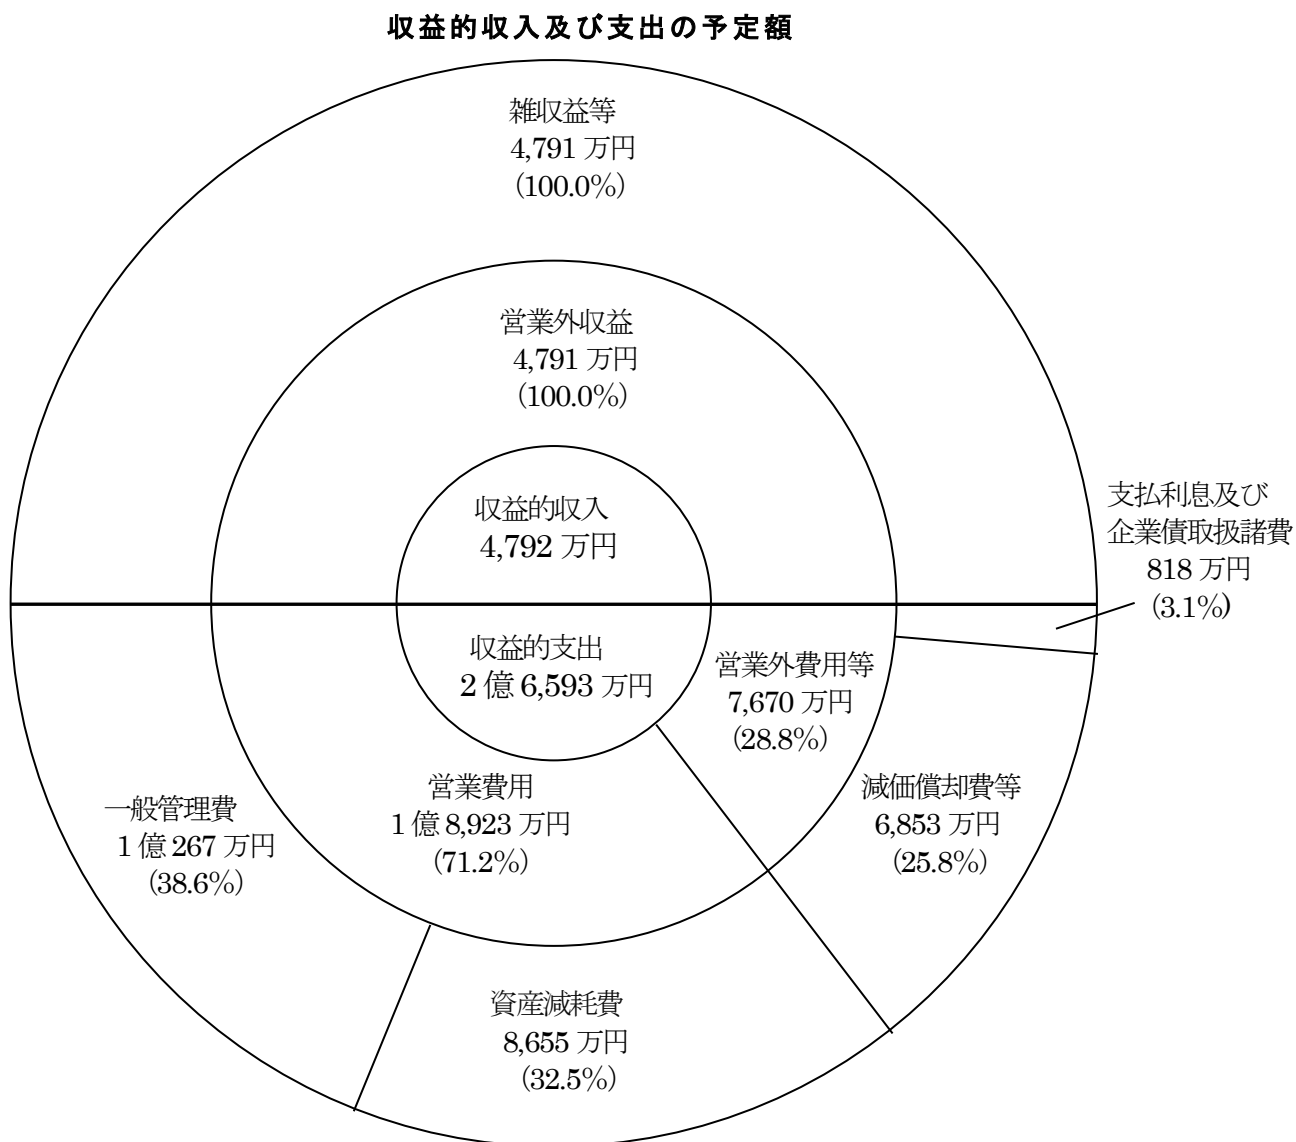 収益的収入及び支出の予定額
雑収益等
4,791 万円
(100.0%)
営業外収益
4,791 万円
(100.0%)
収益的収入
4,792 万円
支払利息及び
企業債取扱諸費
818 万円
(3.1%)
収益的支出
2 億 6,593 万円
営業外費用等
7,670 万円
(28.8%)
営業費用
1 億 8,923 万円
(71.2%)
減価償却費等
6,853 万円
(25.8%)
一般管理費
1 億 267 万円
(38.6%)
資産減耗費
8,655 万円
(32.5%)